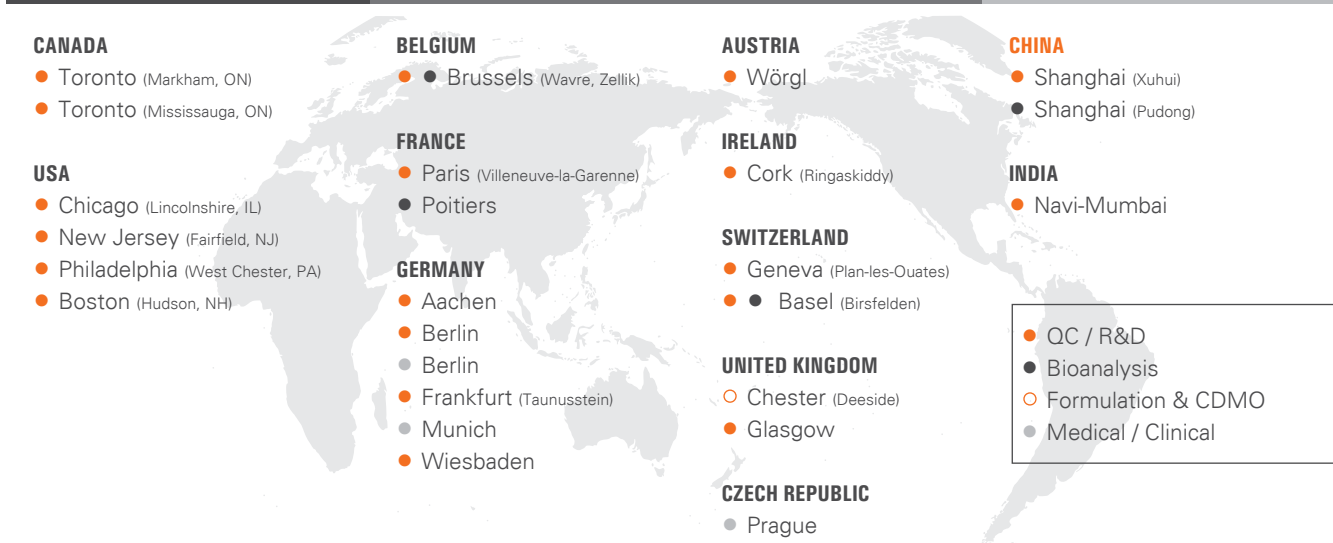 CANADA
Toronto (Markham, ON)
Toronto (Mississauga, ON)
USA
Chicago (Lincolnshire, IL)
New Jersey (Fairfield, NJ)
Philadelphia (West Chester, PA)
Boston (Hudson, NH)
BELGIUM
Brussels (Wavre, Zellik)
FRANCE
Paris (Villeneuve-la-Garenne)
Poitiers
GERMANY
Aachen
Berlin
Berlin
Frankfurt (Taunusstein)
Munich
Wiesbaden
AUSTRIA
Wörgl
IRELAND
Cork (Ringaskiddy)
SWITZERLAND
Geneva (Plan-les-Ouates)
Basel (Birsfelden)
UNITED KINGDOM
Chester (Deeside)
Glasgow
CZECH REPUBLIC
Prague
CHINA
Shanghai (Xuhui)
Shanghai (Pudong)
INDIA
Navi-Mumbai
QC / R&D
Bioanalysis
Formulation & CDMO
Medical / Clinical